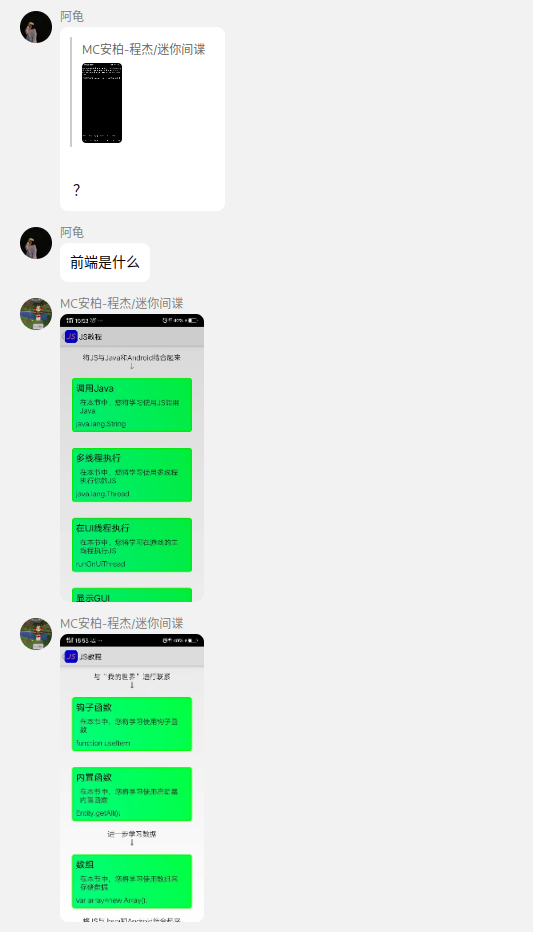 阿龟
MC安柏-程杰/迷你间谍
？
阿龟
前端是什么
MC安柏-程杰/迷你间谍
JS JS教程
将JS与Java和Android结合起来
↓
调用Java
在本节中，您将学习使用JS调用
Java
java.lang.String
多线程执行
在本节中，您将学习使用多线程
执行你的JS
java.lang.Thread
在UI线程执行
在本节中，您将学习在游戏的主
线程执行JS
runOnUiThread
显示GUI
MC安柏-程杰/迷你间谍
JS JS教程
与“我的世界”进行联系
↓
钩子函数
在本节中，您将学习使用钩子函
数
function useItem
内置函数
在本节中，您将学习使用启动器
内置函数
Entity.getAll();
进一步学习数据
↓
数组
在本节中，您将学习使用数组来
存储数据
var array=new Array();
将JS与Java和Android结合起来